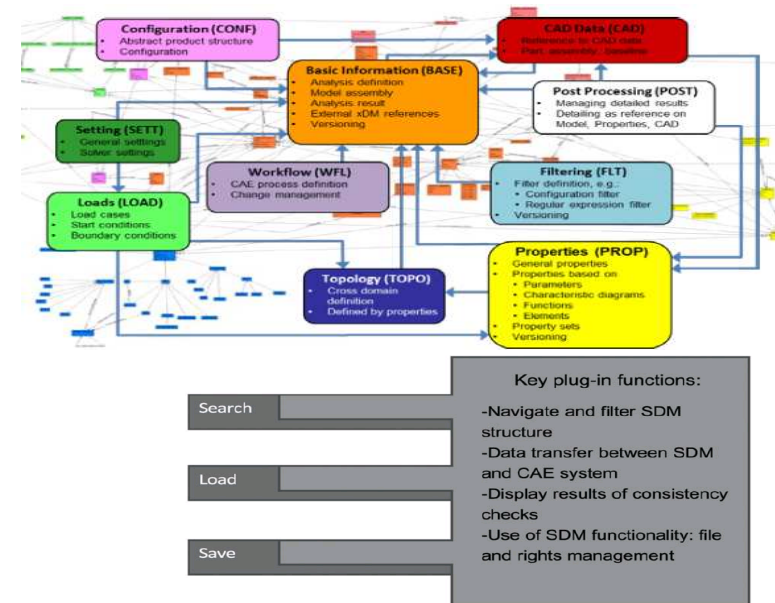 Configuration (CONF)
• Abstract product structure
• Configuration
CAD Data (CAD)
• Reference to CAD data
• Part, assembly, baseline
Basic Information (BASE)
• Analysis definition
• Model assembly
• Analysis result
• External xDM references
• Versioning
Post Processing (POST)
• Managing detailed results
• Detailing as reference on
Model, Properties, CAD
Setting (SETT)
• General setttings
• Solver settings
Workflow (WFL)
• CAE process definition
• Change management
Filtering (FLT)
• Filter definition, e.g.:
• Configuration filter
• Regular expression filter
• Versioning
Loads (LOAD)
• Load cases
• Start conditions
• Boundary conditions
Topology (TOPO)
• Cross domain
definition
• Defined by properties
Properties (PROP)
• General properties
• Properties based on
• Parameters
• Characteristic diagrams
• Functions
• Elements
• Property sets
• Versioning
Search
Load
Save
Key plug-in functions:
-Navigate and filter SDM
structure
-Data transfer between SDM
and CAE system
-Display results of consistency
checks
-Use of SDM functionality: file
and rights management